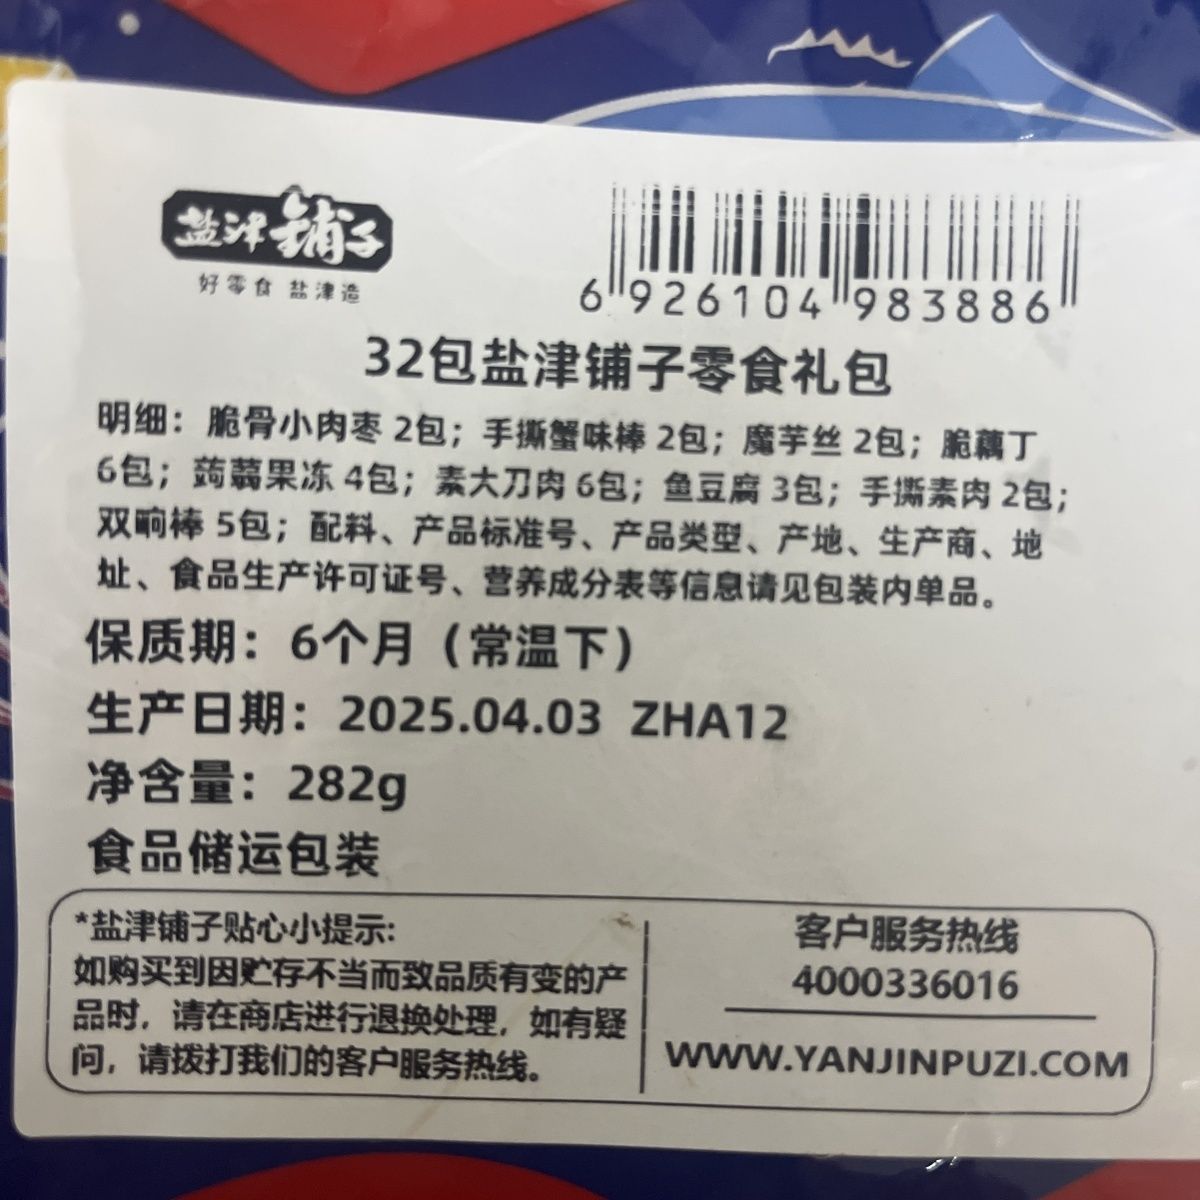 盐津铺子
好零食 盐津造
6 926104 983886
32包盐津铺子零食礼包
明细：脆骨小肉枣 2包；手撕蟹味棒 2包；魔芋丝 2包；脆藕丁
6包；蒟蒻果冻 4包；素大刀肉 6包；鱼豆腐 3包；手撕素肉 2包；
双响棒 5包；配料、产品标准号、产品类型、产地、生产商、地
址、食品生产许可证号、营养成分表等信息请见包装内单品。
保质期：6个月（常温下）
生产日期：2025.04.03 ZHA12
净含量：282g
食品储运包装
*盐津铺子贴心小提示:
如购买到因贮存不当而致品质有变的产
品时，请在商店进行退换处理，如有疑
问，请拨打我们的客户服务热线。
客户服务热线
4000336016
WWW.YANJINPUZI.COM